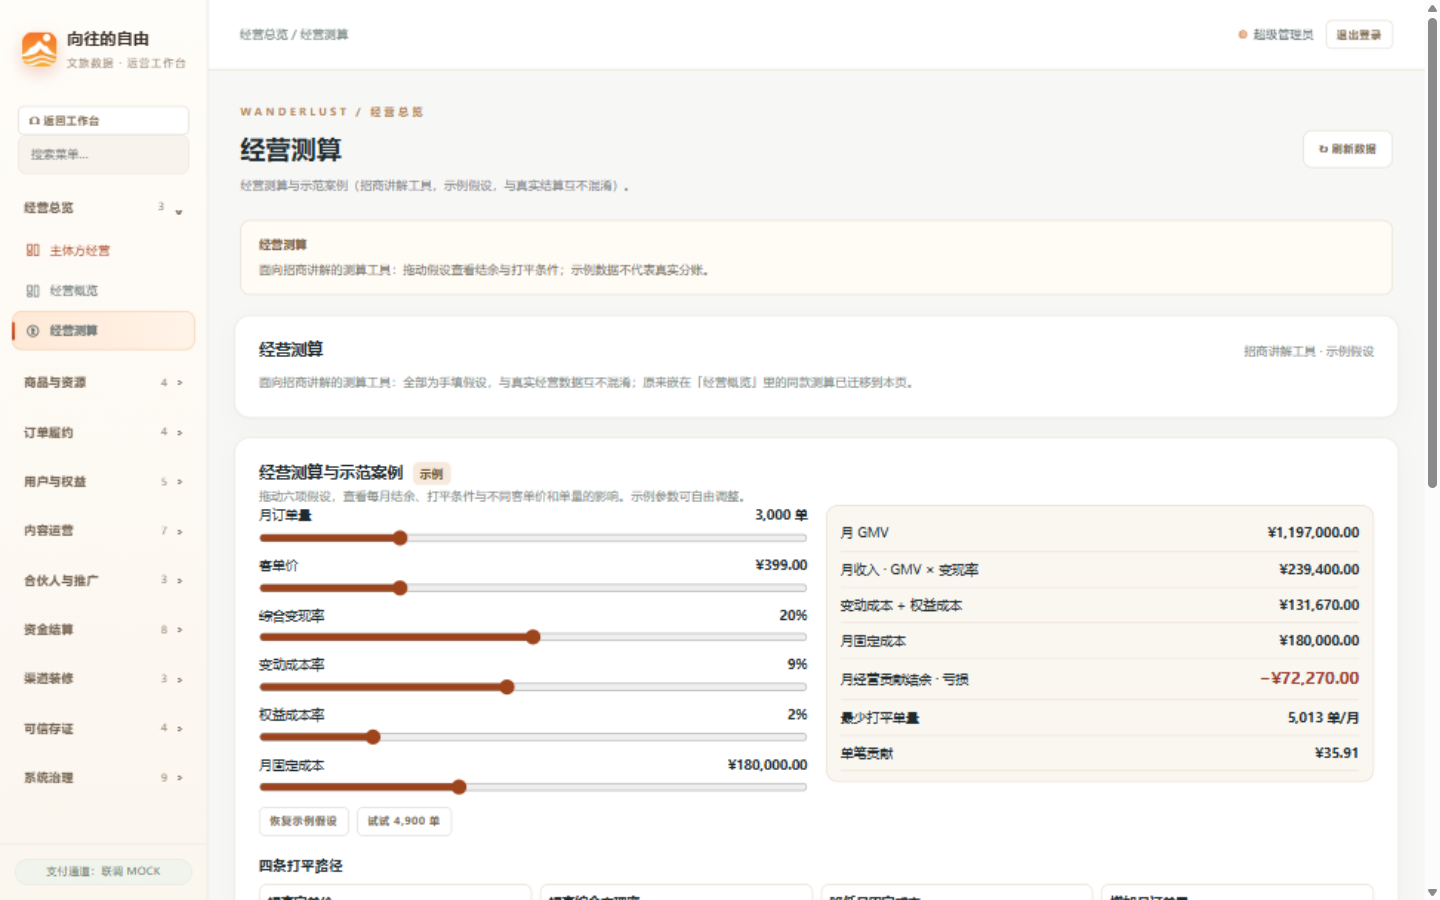 向往的自由
文旅数据 · 运营工作台
返回工作台
搜索菜单...
经营总览 3
主体方经营
经营概览
经营测算
商品与资源 4
订单履约 4
用户与权益 5
内容运营 7
合伙人与推广 3
资金结算 8
渠道装修 3
可信存证 4
系统治理 9
支付通道：联调 MOCK
经营总览 / 经营测算
超级管理员
退出登录
WANDERLUST / 经营总览
经营测算
刷新数据
经营测算与示范案例（招商讲解工具，示例假设，与真实结算互不混淆）。
经营测算
面向招商讲解的测算工具：拖动假设查看结余与打平条件；示例数据不代表真实分账。
经营测算
招商讲解工具 · 示例假设
面向招商讲解的测算工具：全部为手填假设，与真实经营数据互不混淆；原来嵌在「经营概览」里的同款测算已迁移到本页。
经营测算与示范案例 示例
拖动六项假设，查看每月结余、打平条件与不同客单价和单量的影响。示例参数可自由调整。
月订单量 3,000 单
客单价 ¥399.00
综合变现率 20%
变动成本率 9%
权益成本率 2%
月固定成本 ¥180,000.00
恢复示例假设
试试 4,900 单
月 GMV ¥1,197,000.00
月收入 · GMV × 变现率 ¥239,400.00
变动成本 + 权益成本 ¥131,670.00
月固定成本 ¥180,000.00
月经营贡献结余 · 亏损 −¥72,270.00
最少打平单量 5,013 单/月
单笔贡献 ¥35.91
四条打平路径